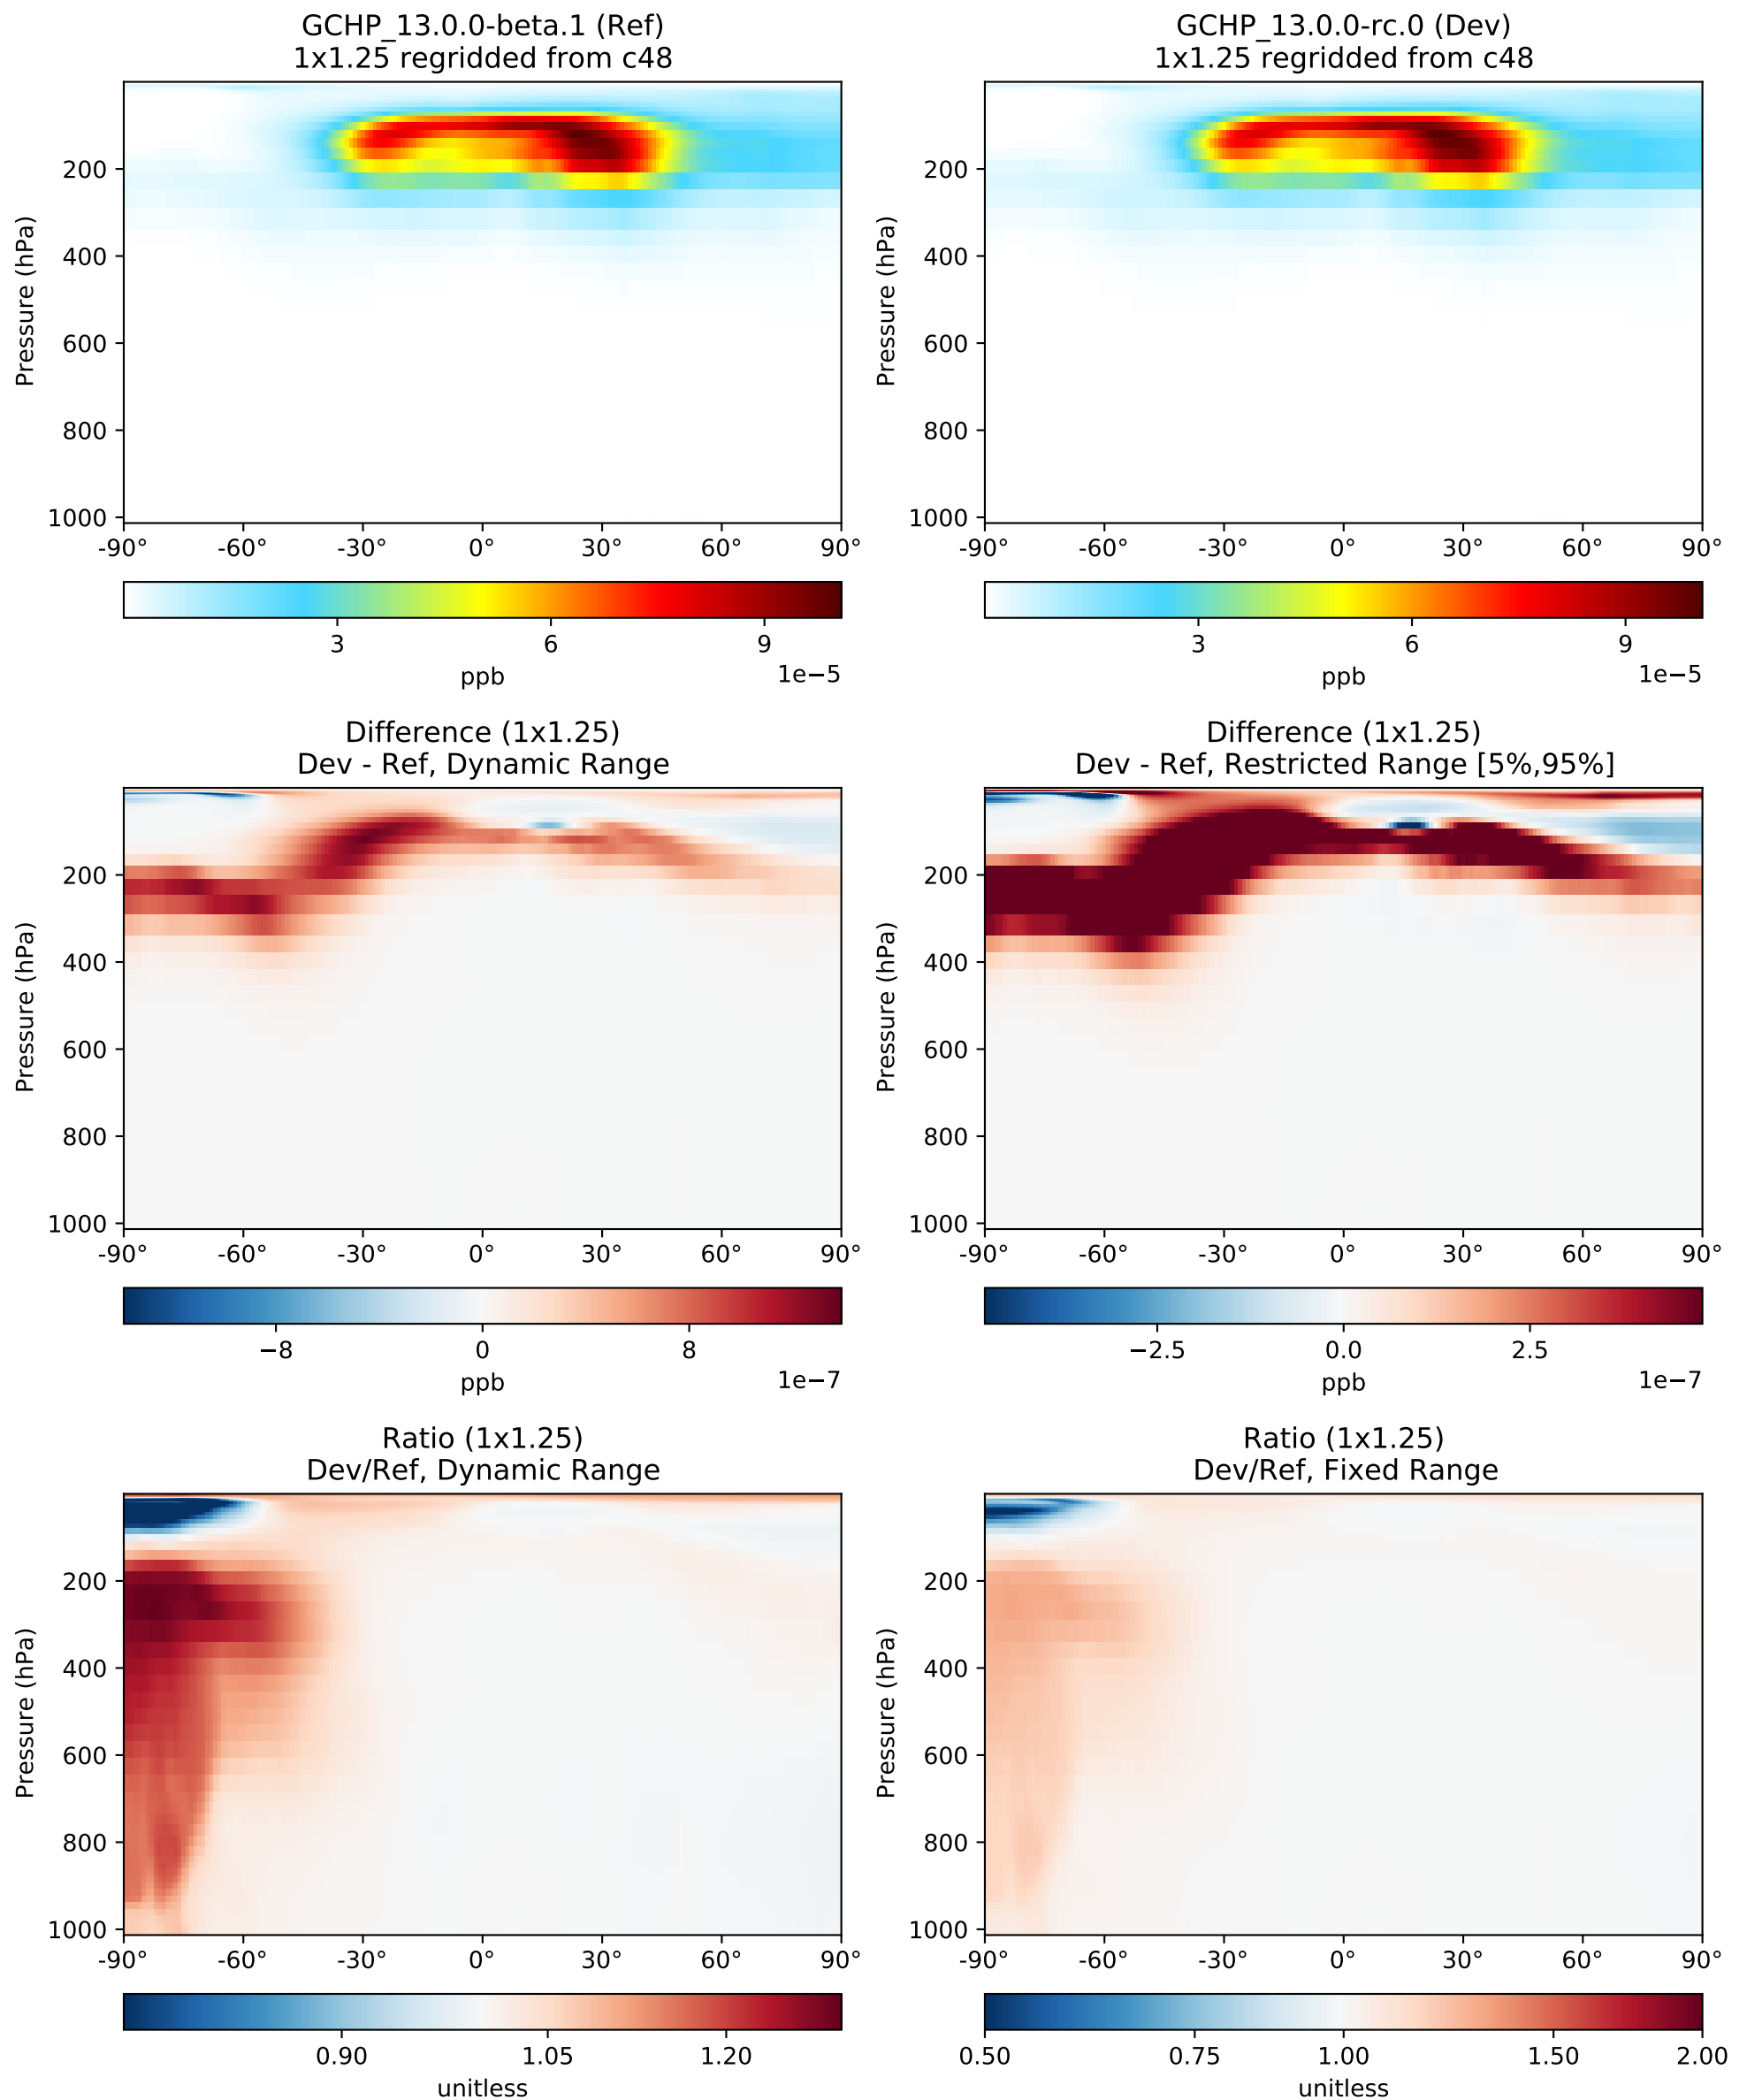 GCHP_13.0.0-beta.1 (Ref)
1x1.25 regridded from c48
Pressure (hPa)
200
400
600
800
1000
-90° -60° -30° 0° 30° 60° 90°
3 6 9
1e−5
ppb
GCHP_13.0.0-rc.0 (Dev)
1x1.25 regridded from c48
Pressure (hPa)
200
400
600
800
1000
-90° -60° -30° 0° 30° 60° 90°
3 6 9
1e−5
ppb
Difference (1x1.25)
Dev - Ref, Dynamic Range
Pressure (hPa)
200
400
600
800
1000
-90° -60° -30° 0° 30° 60° 90°
−8 0 8
1e−7
ppb
Difference (1x1.25)
Dev - Ref, Restricted Range [5%,95%]
Pressure (hPa)
200
400
600
800
1000
-90° -60° -30° 0° 30° 60° 90°
−2.5 0.0 2.5
1e−7
ppb
Ratio (1x1.25)
Dev/Ref, Dynamic Range
Pressure (hPa)
200
400
600
800
1000
-90° -60° -30° 0° 30° 60° 90°
0.90 1.05 1.20
unitless
Ratio (1x1.25)
Dev/Ref, Fixed Range
Pressure (hPa)
200
400
600
800
1000
-90° -60° -30° 0° 30° 60° 90°
0.50 0.75 1.00 1.50 2.00
unitless